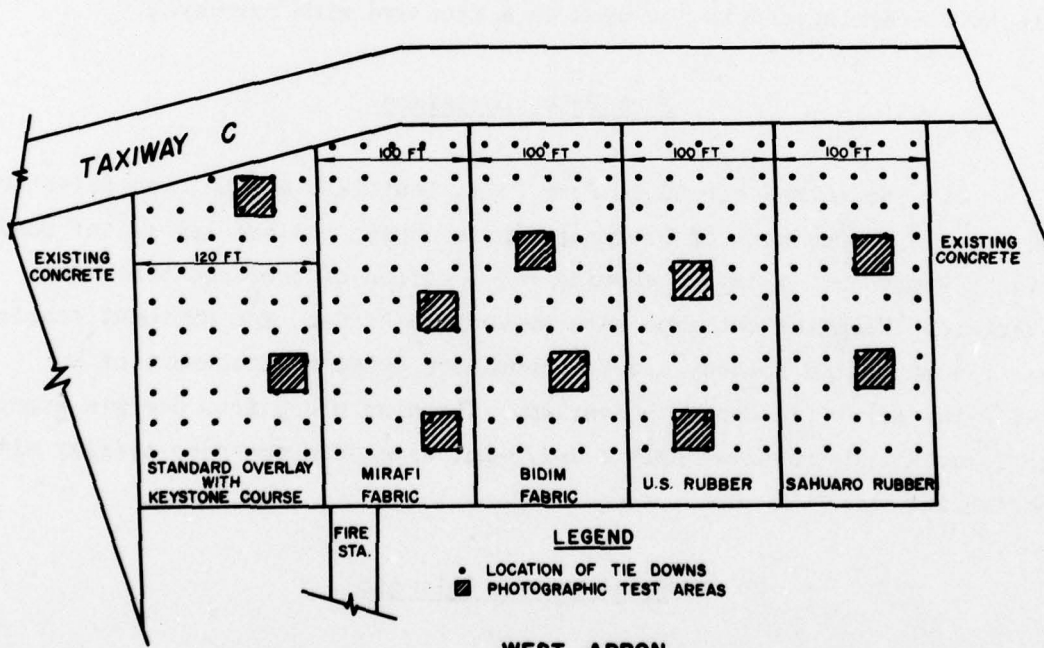 TAXIWAY C
100 FT
100 FT
100 FT
100 FT
EXISTING
CONCRETE
120 FT
EXISTING
CONCRETE
STANDARD OVERLAY
WITH
KEYSTONE COURSE
MIRAFI
FABRIC
BIDIM
FABRIC
U.S. RUBBER
SAHUARO RUBBER
FIRE
STA.
LEGEND
LOCATION OF TIE DOWNS
PHOTOGRAPHIC TEST AREAS
WEST APRON